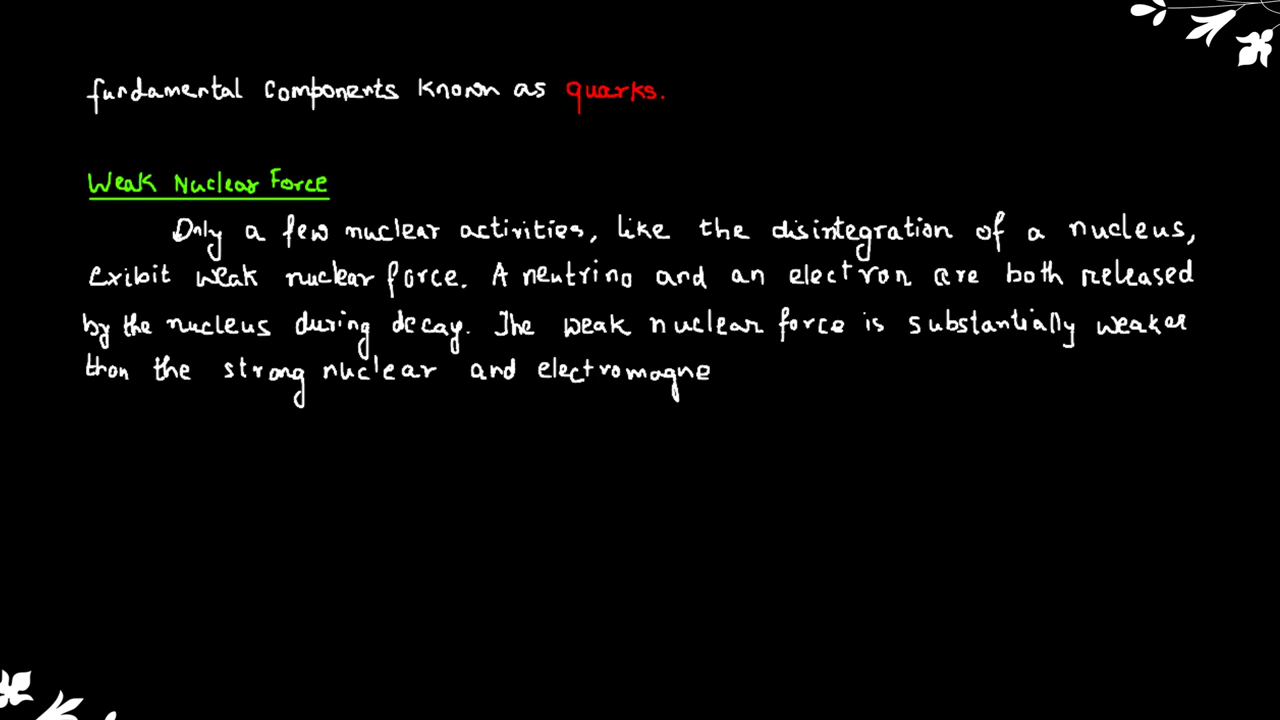 fundamental components known as quarks.
Weak Nuclear Force
Only a few nuclear activities, like the disintegration of a nucleus,
exibit weak nuclear force. A neutrino and an electron are both released
by the nucleus during decay. The weak nuclear force is substantially weaker
than the strong nuclear and electromagne